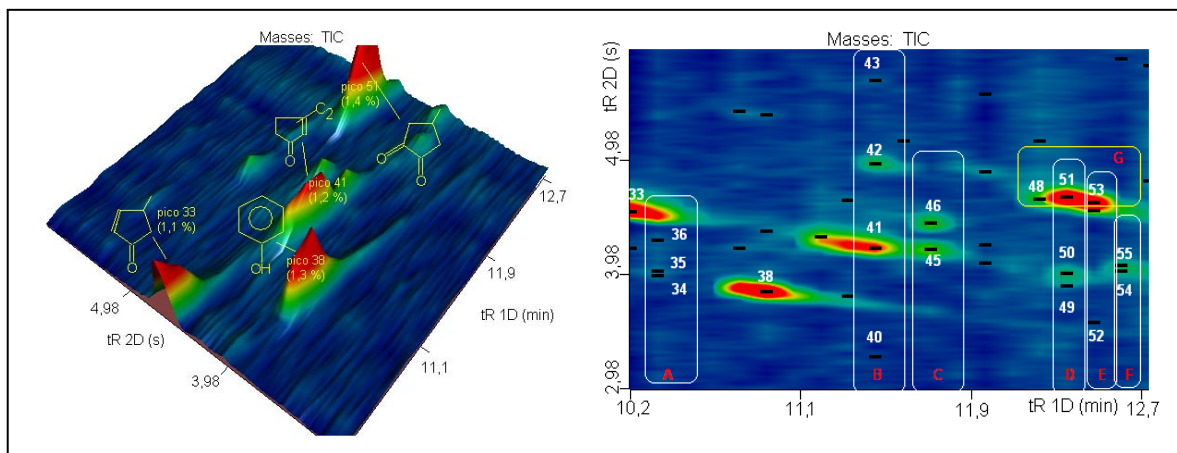 Masses: TIC
pico 51
(1,4 %)
C2
O
O
O
pico 41
(1,2 %)
pico 33
(1,1 %)
O
pico 38
(1,3 %)
OH
12,7
11,9
11,1
tR 1D (min)
4,98
3,98
tR 2D (s)
Masses: TIC
tR 2D (s)
4,98
3,98
2,98
43
42
G
51
53
48
33
46
36
41
45
35
34
50
55
38
49
54
40
52
A
B
C
D
E
F
10,2
11,1
11,9
tR 1D (min)
12,7